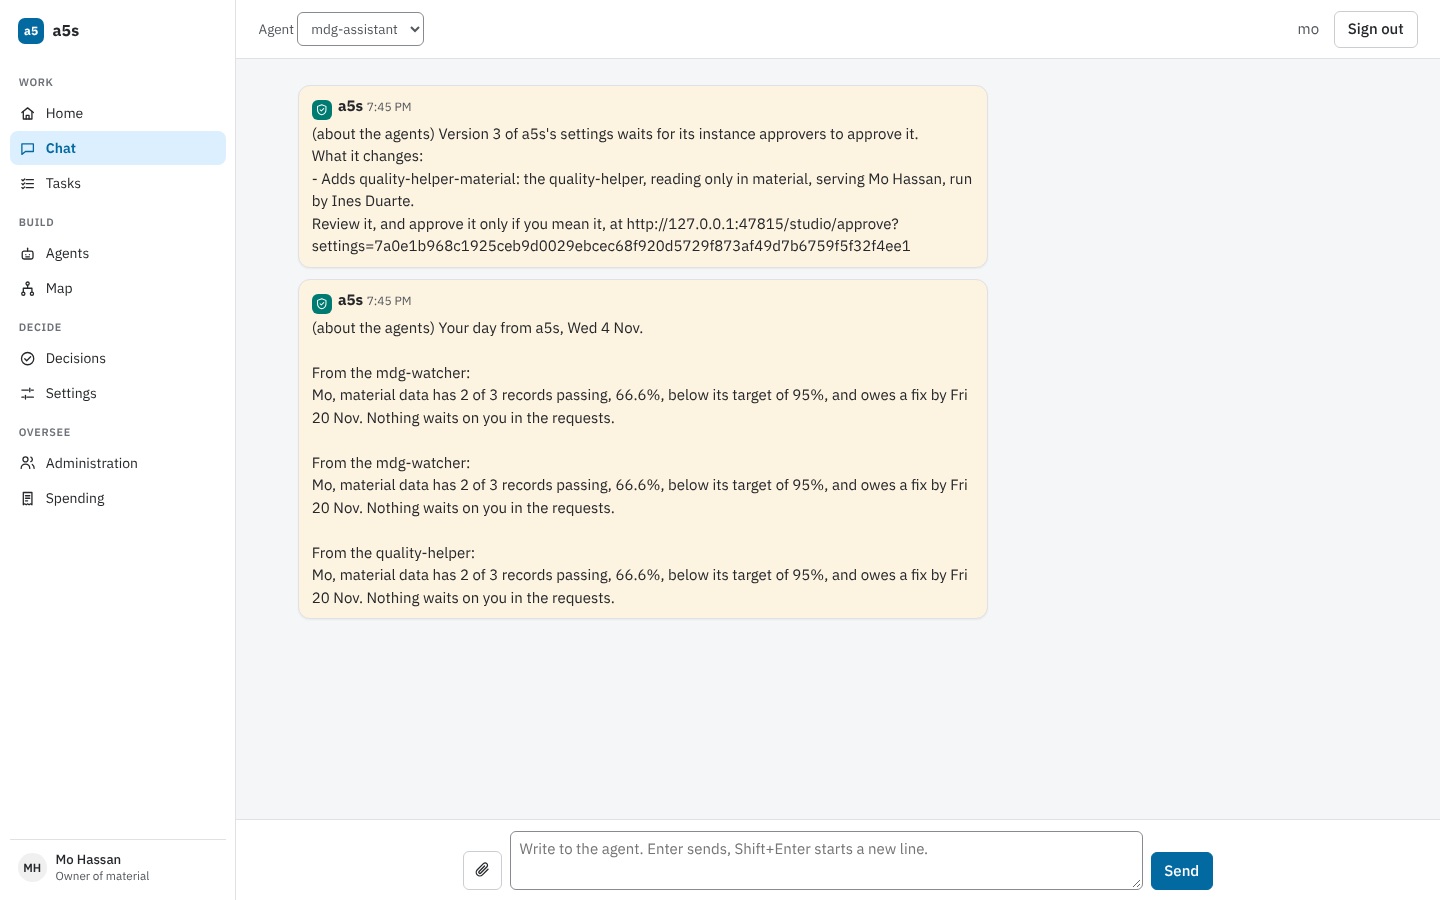 a5 a5s
WORK
Home
Chat
Tasks
BUILD
Agents
Map
DECIDE
Decisions
Settings
OVERSEE
Administration
Spending
MH
Mo Hassan
Owner of material
Agent mdg-assistant
mo
Sign out
a5s 7:45 PM
(about the agents) Version 3 of a5s's settings waits for its instance approvers to approve it.
What it changes:
- Adds quality-helper-material: the quality-helper, reading only in material, serving Mo Hassan, run
by Ines Duarte.
Review it, and approve it only if you mean it, at http://127.0.0.1:47815/studio/approve?
settings=7a0e1b968c1925ceb9d0029ebcec68f920d5729f873af49d7b6759f5f32f4ee1
a5s 7:45 PM
(about the agents) Your day from a5s, Wed 4 Nov.
From the mdg-watcher:
Mo, material data has 2 of 3 records passing, 66.6%, below its target of 95%, and owes a fix by Fri
20 Nov. Nothing waits on you in the requests.
From the mdg-watcher:
Mo, material data has 2 of 3 records passing, 66.6%, below its target of 95%, and owes a fix by Fri
20 Nov. Nothing waits on you in the requests.
From the quality-helper:
Mo, material data has 2 of 3 records passing, 66.6%, below its target of 95%, and owes a fix by Fri
20 Nov. Nothing waits on you in the requests.
Write to the agent. Enter sends, Shift+Enter starts a new line.
Send